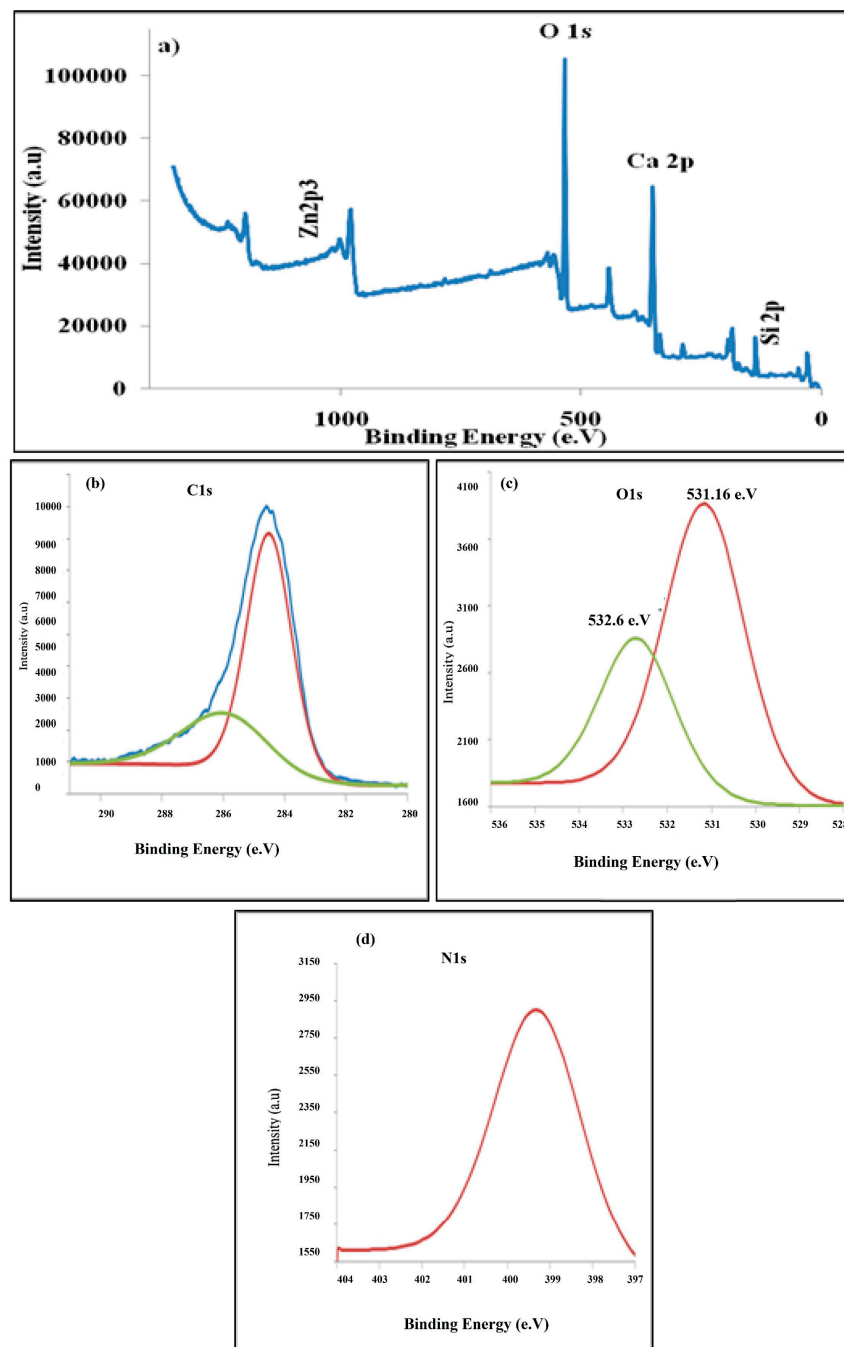 a)
O 1s
Ca 2p
Zn2p3
Si 2p
Intensity (a.u)
100000
80000
60000
40000
20000
0
1000
500
0
Binding Energy (e.V)
(b)
C1s
Intensity (a.u
10000
9000
8000
7000
6000
5000
4000
3000
2000
1000
0
290
288
286
284
282
280
Binding Energy (e.V)
(c)
O1s
531.16 e.V
532.6 e.V
Intensity (a.u)
4100
3600
3100
2600
2100
1600
536
535
534
533
532
531
530
529
528
Binding Energy (e.V)
(d)
N1s
Intensity (a.u)
3150
2950
2750
2550
2350
2150
1950
1750
1550
404
403
402
401
400
399
398
397
Binding Energy (e.V)